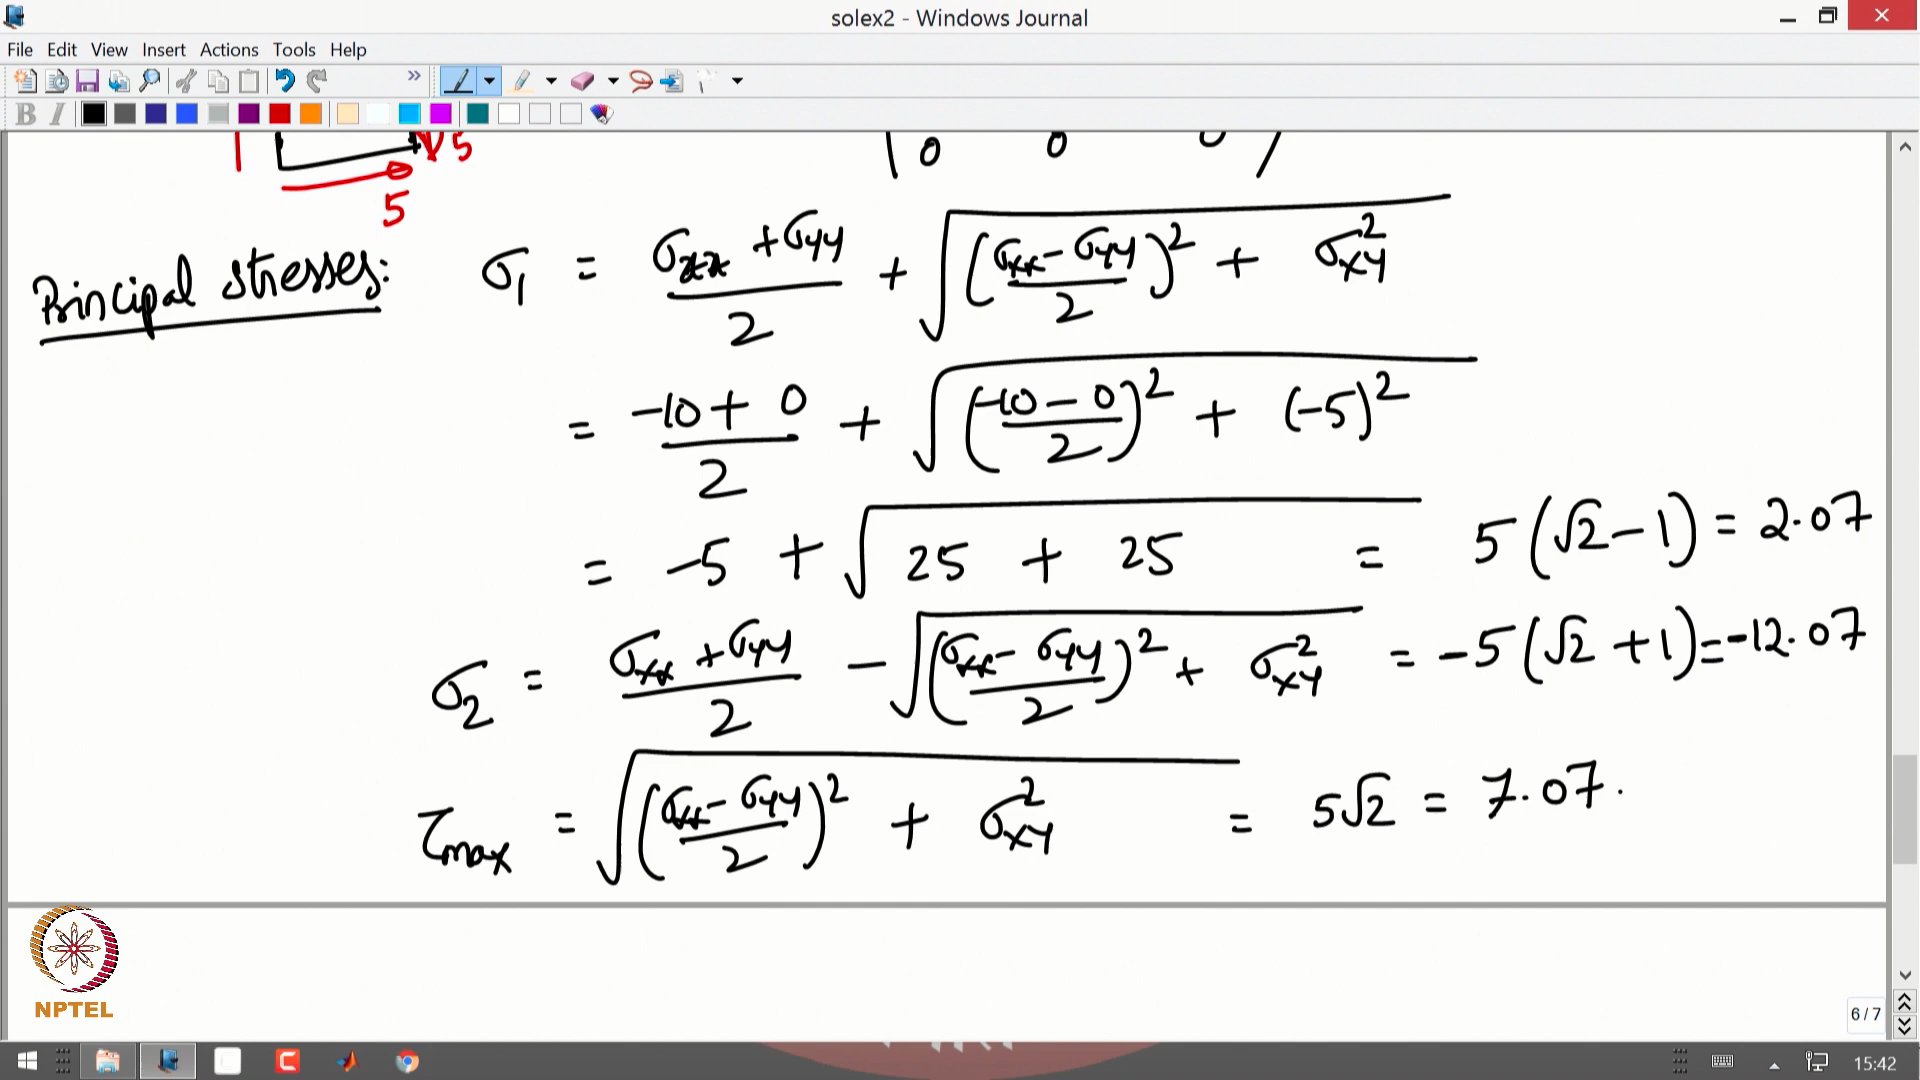 solex2 - Windows Journal
File Edit View Insert Actions Tools Help
B I
5
5
0 0 0
Principal stresses: σ₁ = (σxx + σyy)/2 + √(((σxx - σyy)/2)² + σxy²)
= (-10 + 0)/2 + √(((-10 - 0)/2)² + (-5)²)
= -5 + √(25 + 25) = 5(√2 - 1) = 2.07
σ₂ = (σxx + σyy)/2 - √(((σxx - σyy)/2)² + σxy²) = -5(√2 + 1) = -12.07
τmax = √(((σxx - σyy)/2)² + σxy²) = 5√2 = 7.07.
NPTEL
6 / 7
15:42